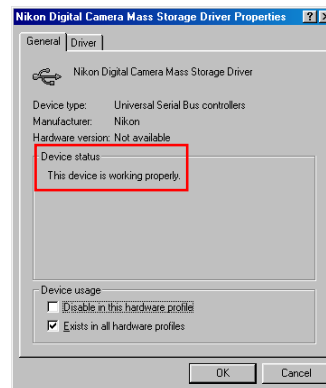 Nikon Digital Camera Mass Storage Driver Properties ? X
General Driver
Nikon Digital Camera Mass Storage Driver
Device type: Universal Serial Bus controllers
Manufacturer: Nikon
Hardware version: Not available
Device status
This device is working properly.
Device usage
Disable in this hardware profile
Exists in all hardware profiles
OK Cancel